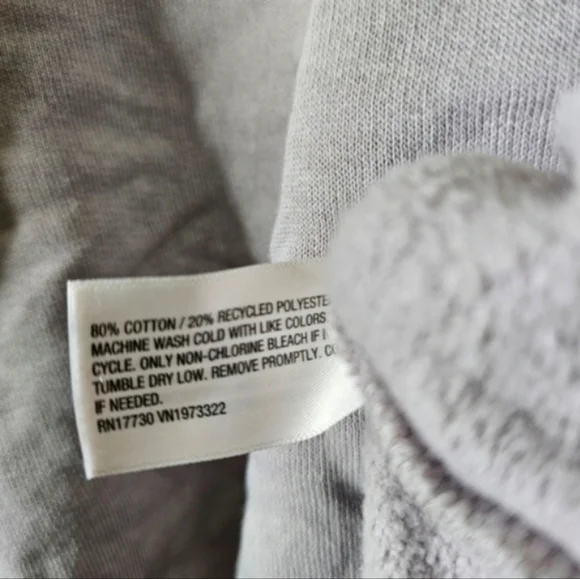 80% COTTON / 20% RECYCLED POLYESTE
MACHINE WASH COLD WITH LIKE COLORS
CYCLE. ONLY NON-CHLORINE BLEACH IF
TUMBLE DRY LOW. REMOVE PROMPTLY.
IF NEEDED.
RN17730 VN1973322